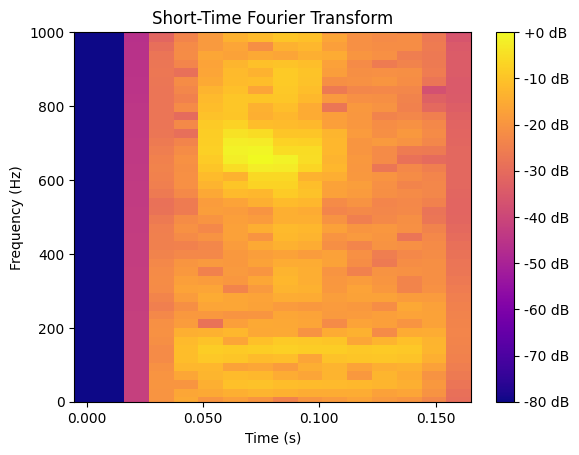 Short-Time Fourier Transform
1000
800
600
400
200
0
Frequency (Hz)
0.000
0.050
0.100
0.150
Time (s)
+0 dB
-10 dB
-20 dB
-30 dB
-40 dB
-50 dB
-60 dB
-70 dB
-80 dB